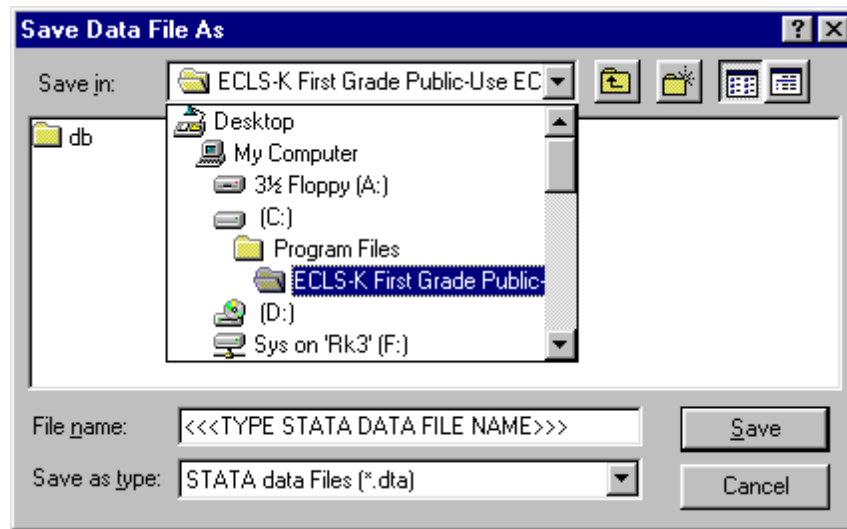 Save Data File As
Save in: ECLS-K First Grade Public-Use EC
db
Desktop
My Computer
3½ Floppy (A:)
(C:)
Program Files
ECLS-K First Grade Public-
(D:)
Sys on 'Rk3' (F:)
File name: <<<TYPE STATA DATA FILE NAME>>> Save
Save as type: STATA data Files (*.dta) Cancel